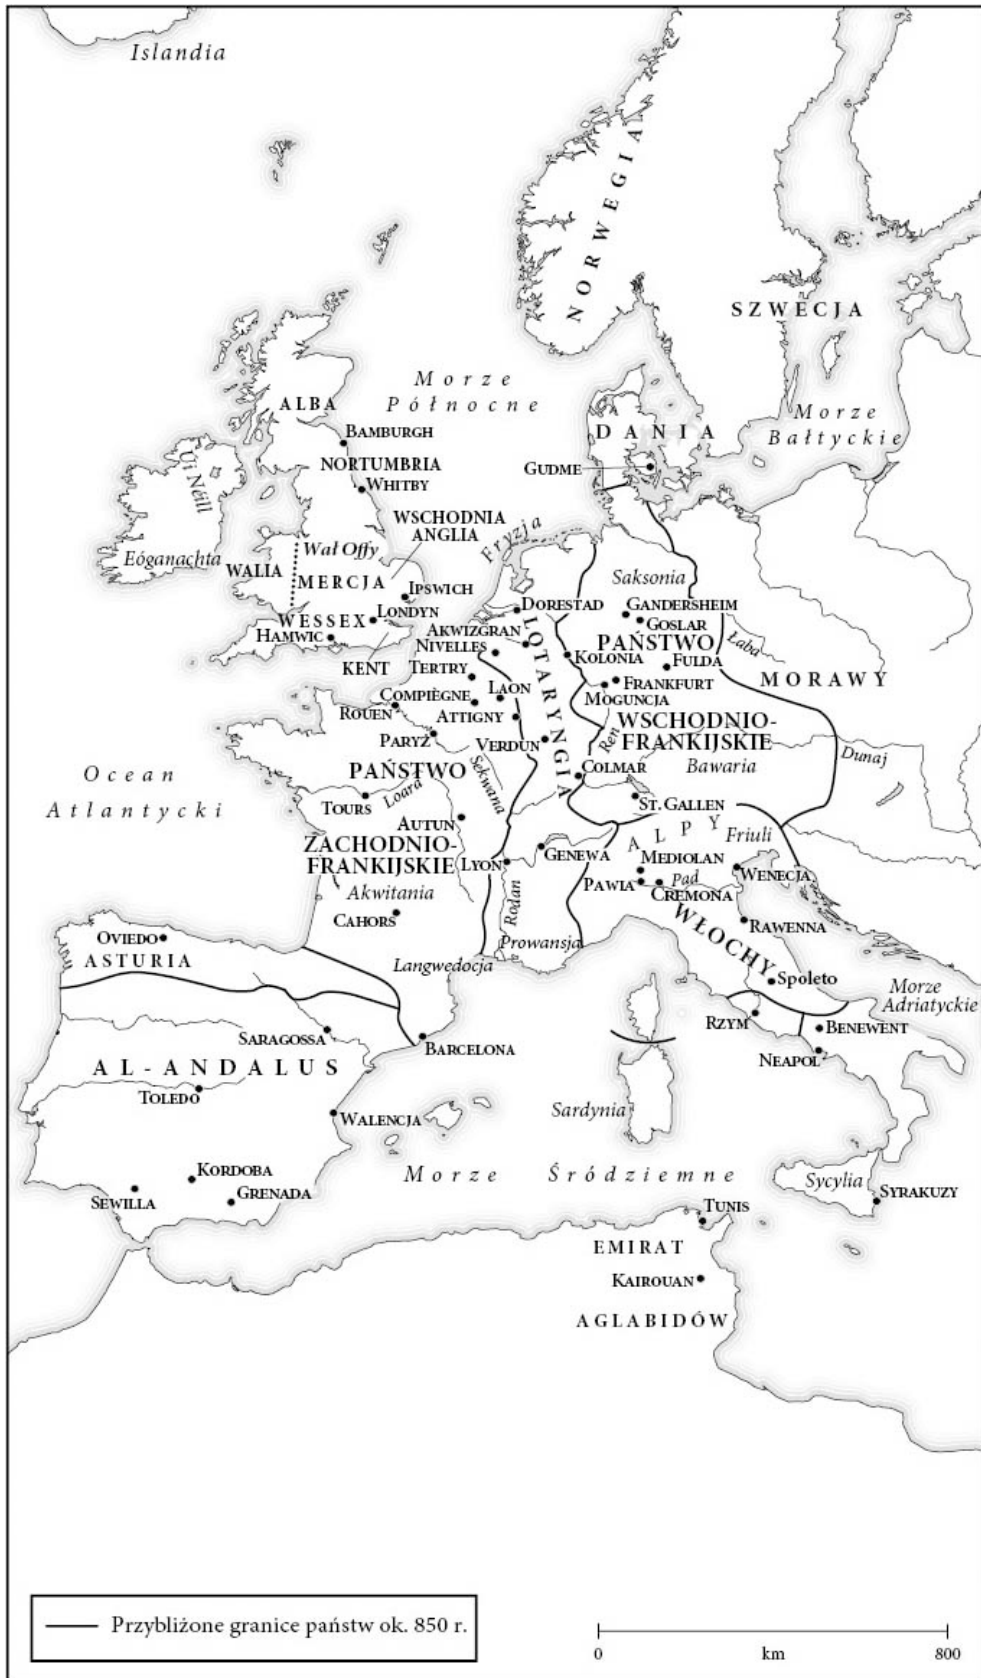 Islandia
NORWEGIA
SZWECJA
Morze
Północne
ALBA
Morze
Bałtyckie
DANIA
BAMBURGH
GUDME
NORTUMBRIA
WHITBY
Uí Néill
WSCHODNIA
ANGLIA
Fryzja
Eóganachta
Wał Offy
WALIA
MERCJA
Saksonia
IPSWICH
DORESTAD
GANDERSHEIM
WESSEX
LONDYN
GOSLAR
HAMWIC
AKWIZGRAN
NIVELLES
LOTARYNGIA
PAŃSTWO
Łaba
KENT
TERTRY
KOLONIA
FULDA
MORAWY
COMPIÈGNE
LAON
FRANKFURT
MOGUNCJA
ROUEN
ATTIGNY
WSCHODNIO-
FRANKIJSKIE
PARYŻ
VERDUN
Ren
Dunaj
Ocean
Atlantycki
PAŃSTWO
Sekwana
COLMAR
Bawaria
Loara
TOURS
ST. GALLEN
AUTUN
ALPY
Friuli
ZACHODNIO-
FRANKIJSKIE
LYON
GENEWA
MEDIOLAN
WENECJA
PAWIA
Pad
CREMONA
Akwitania
Rodan
CAHORS
WŁOCHY
RAWENNA
OVIEDO
ASTURIA
Prowansja
Langwedocja
Spoleto
Morze
Adriatyckie
RZYM
BENEWENT
SARAGOSSA
BARCELONA
NEAPOL
AL-ANDALUS
TOLEDO
WALENCJA
Sardynia
KORDOBA
Morze Śródziemne
SEWILLA
GRENADA
Sycylia
SYRAKUZY
TUNIS
EMIRAT
KAIROUAN
AGLABIDÓW
Przybliżone granice państw ok. 850 r.
0 km 800